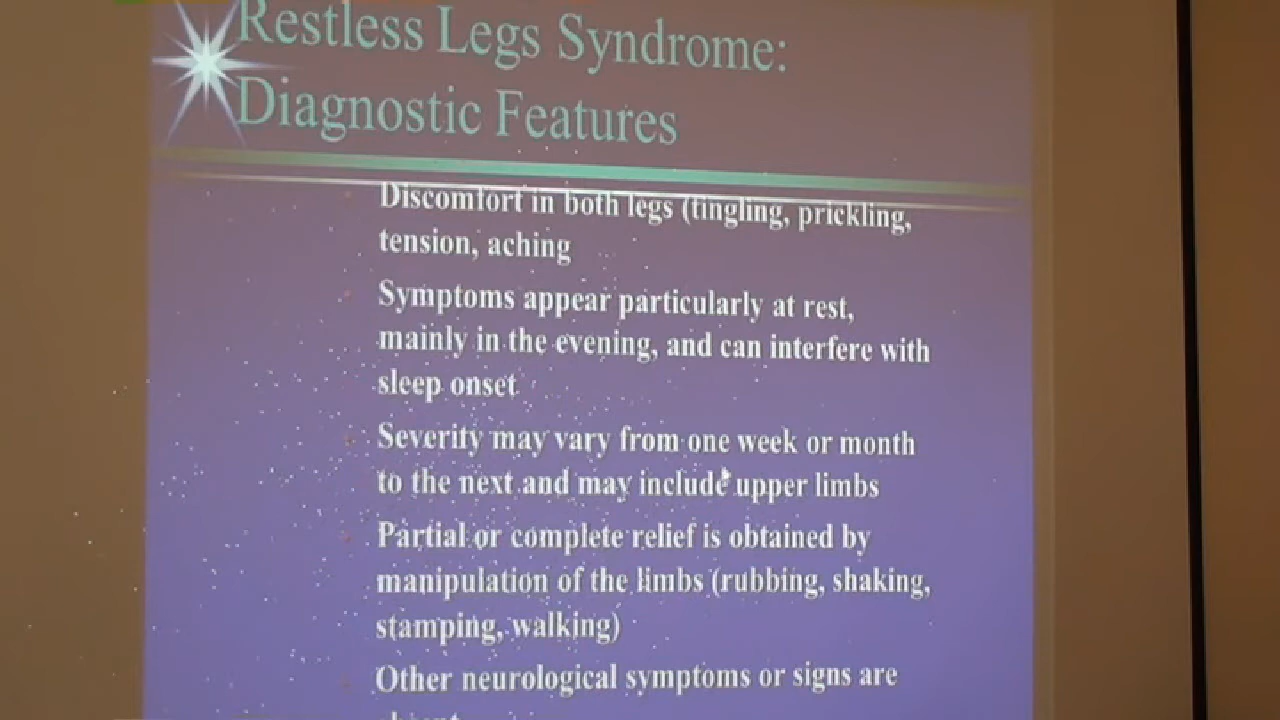 Restless Legs Syndrome:
Diagnostic Features
Discomfort in both legs (tingling, prickling,
tension, aching
Symptoms appear particularly at rest,
mainly in the evening, and can interfere with
sleep onset
Severity may vary from one week or month
to the next and may include upper limbs
Partial or complete relief is obtained by
manipulation of the limbs (rubbing, shaking,
stamping, walking)
Other neurological symptoms or signs are